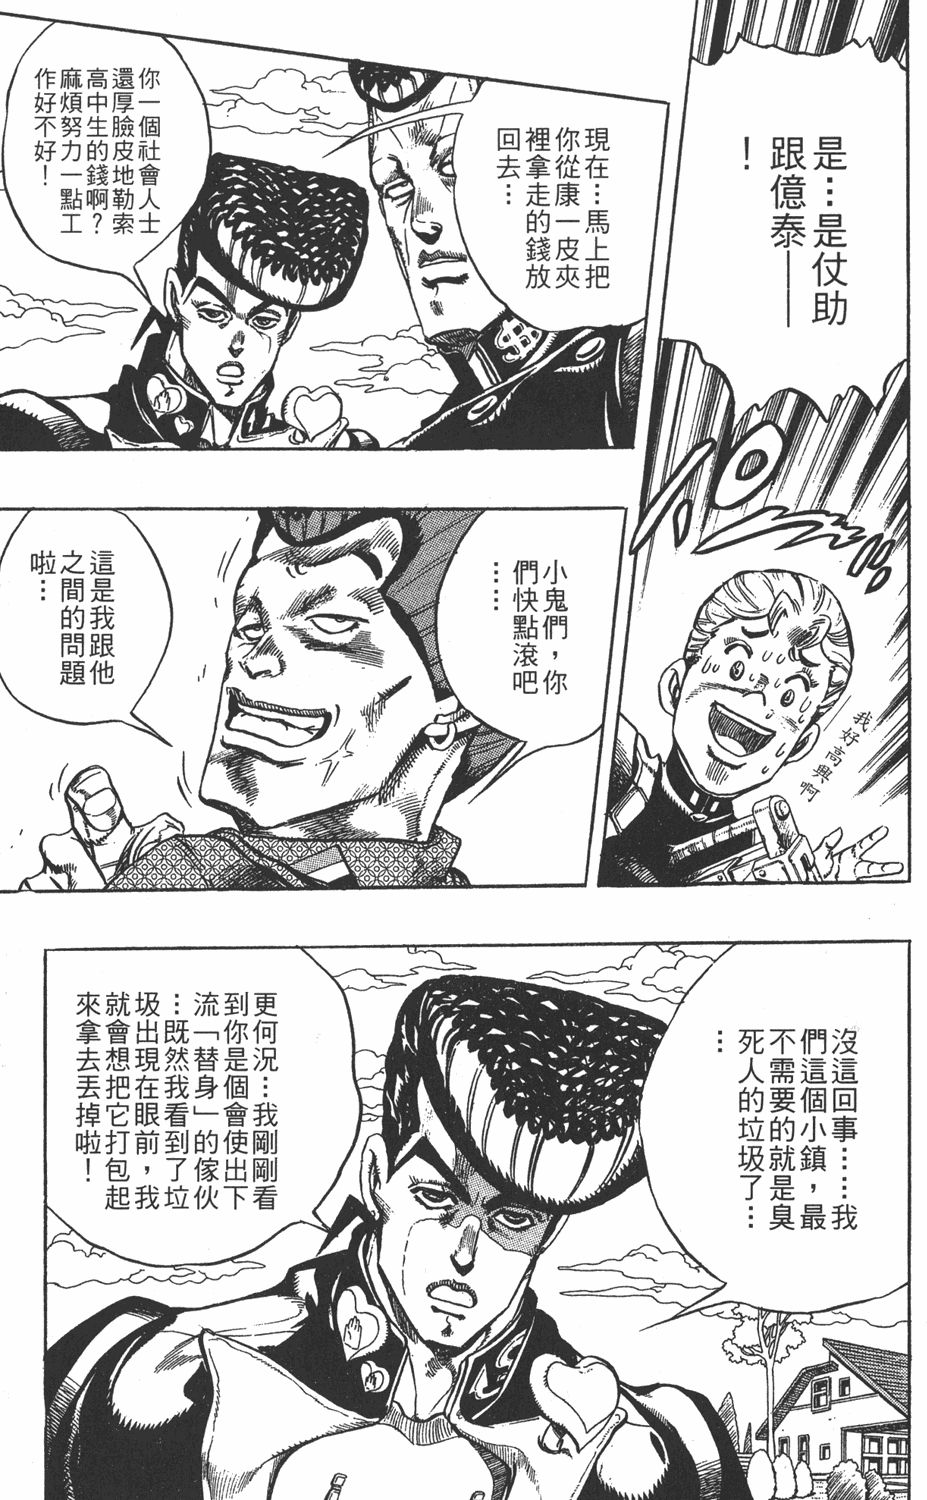 是…是仗助
跟億泰──
！
パ
我好高興啊
現在…馬上把
你從康一皮夾
裡拿走的錢放
回去…
你一個社會人士
還厚臉皮地勒索
高中生的錢啊？
麻煩努力一點工
作好不好！
小鬼們，你
們快點滾吧
……
這是我跟他
之間的問題
啦…
沒這回事……我
們這個小鎮，最
不需要的就是臭
死人的垃圾了…
…
更何況…我剛剛看
到你是個會使出下
流「替身」的傢伙
…既然我看到了垃
圾出現在眼前，我
就會想把它打包起
來拿去丟掉啦！